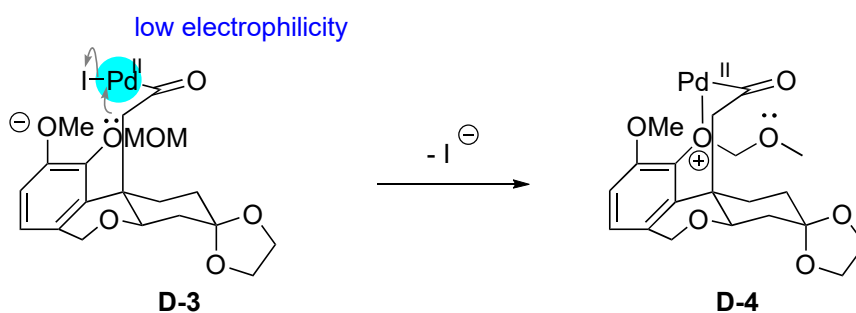 low electrophilicity
I Pd II O
⊖ OMe OMOM
O
O
O
D-3
- I ⊖
Pd II O
OMe O ⊕ O
O
O
O
D-4